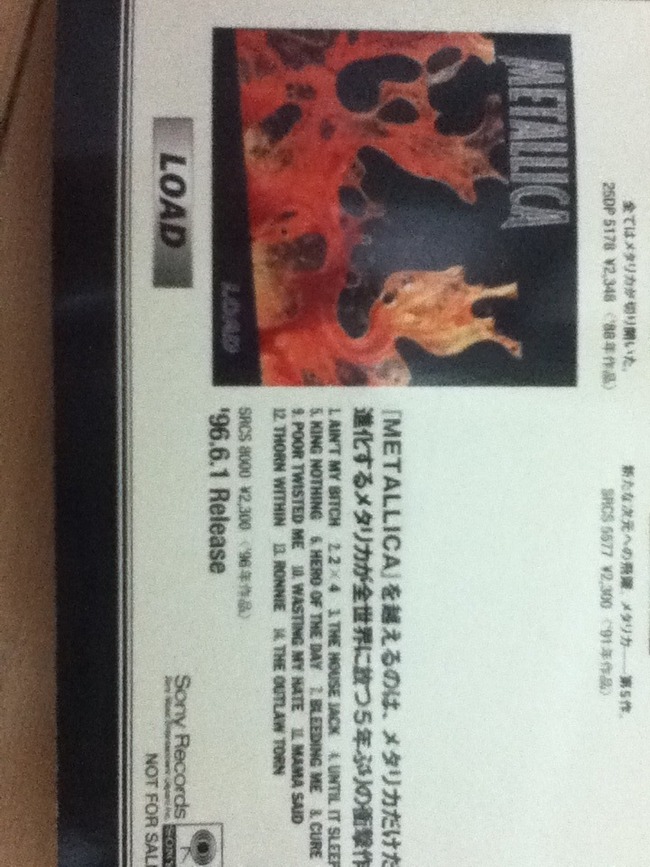 全てはメタリカが切り開いた。
25DP 5178 ¥2,348 〈'88年作品〉
新たな次元への飛躍、メタリカ――第5作。
SRCS 5577 ¥2,300 〈'91年作品〉
METALLICA
LOAD
LOAD
『METALLICA』を越えるのは、メタリカだけだ
進化するメタリカが全世界に放つ5年ぶりの衝撃作
1. AIN'T MY BITCH 2. 2×4 3. THE HOUSE JACK 4. UNTIL IT SLEEP
5. KING NOTHING 6. HERO OF THE DAY 7. BLEEDING ME 8. CURE
9. POOR TWISTED ME 10. WASTING MY HATE 11. MAMA SAID
12. THORN WITHIN 13. RONNIE 14. THE OUTLAW TORN
SRCS 8000 ¥2,300 〈'96年作品〉
'96.6.1 Release
Sony Records
Sony Music Entertainment (Japan) Inc.
NOT FOR SAL
SONY